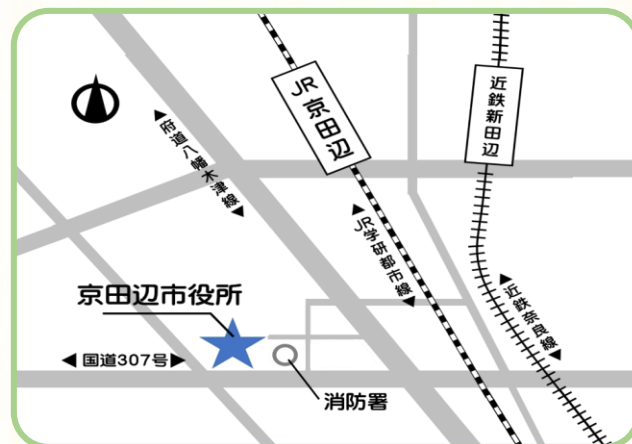 JR 京田辺
近鉄新田辺
▲府道八幡木津線▼
▲JR学研都市線▼
▲近鉄奈良線▼
京田辺市役所
◀ 国道307号▶
消防署